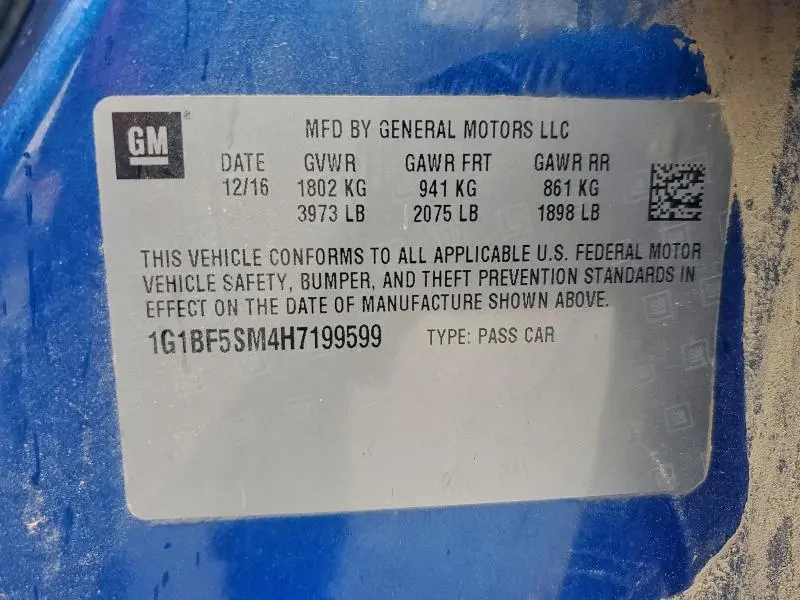 GM
MFD BY GENERAL MOTORS LLC
DATE GVWR GAWR FRT GAWR RR
12/16 1802 KG 941 KG 861 KG
3973 LB 2075 LB 1898 LB
THIS VEHICLE CONFORMS TO ALL APPLICABLE U.S. FEDERAL MOTOR
VEHICLE SAFETY, BUMPER, AND THEFT PREVENTION STANDARDS IN
EFFECT ON THE DATE OF MANUFACTURE SHOWN ABOVE.
1G1BF5SM4H7199599 TYPE: PASS CAR